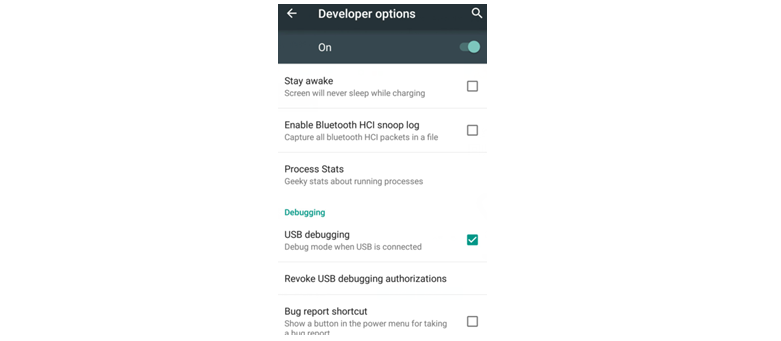 Developer options
On
Stay awake
Screen will never sleep while charging
Enable Bluetooth HCI snoop log
Capture all bluetooth HCI packets in a file
Process Stats
Geeky stats about running processes
Debugging
USB debugging
Debug mode when USB is connected
Revoke USB debugging authorizations
Bug report shortcut
Show a button in the power menu for taking
a bug report